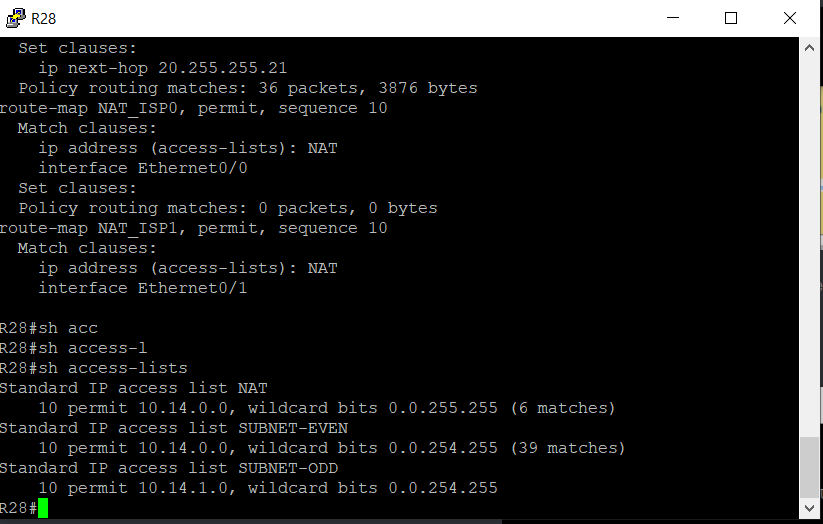 R28
  Set clauses:
    ip next-hop 20.255.255.21
  Policy routing matches: 36 packets, 3876 bytes
route-map NAT_ISP0, permit, sequence 10
  Match clauses:
    ip address (access-lists): NAT
    interface Ethernet0/0
  Set clauses:
  Policy routing matches: 0 packets, 0 bytes
route-map NAT_ISP1, permit, sequence 10
  Match clauses:
    ip address (access-lists): NAT
    interface Ethernet0/1
R28#sh acc
R28#sh access-l
R28#sh access-lists
Standard IP access list NAT
    10 permit 10.14.0.0, wildcard bits 0.0.255.255 (6 matches)
Standard IP access list SUBNET-EVEN
    10 permit 10.14.0.0, wildcard bits 0.0.254.255 (39 matches)
Standard IP access list SUBNET-ODD
    10 permit 10.14.1.0, wildcard bits 0.0.254.255
R28#